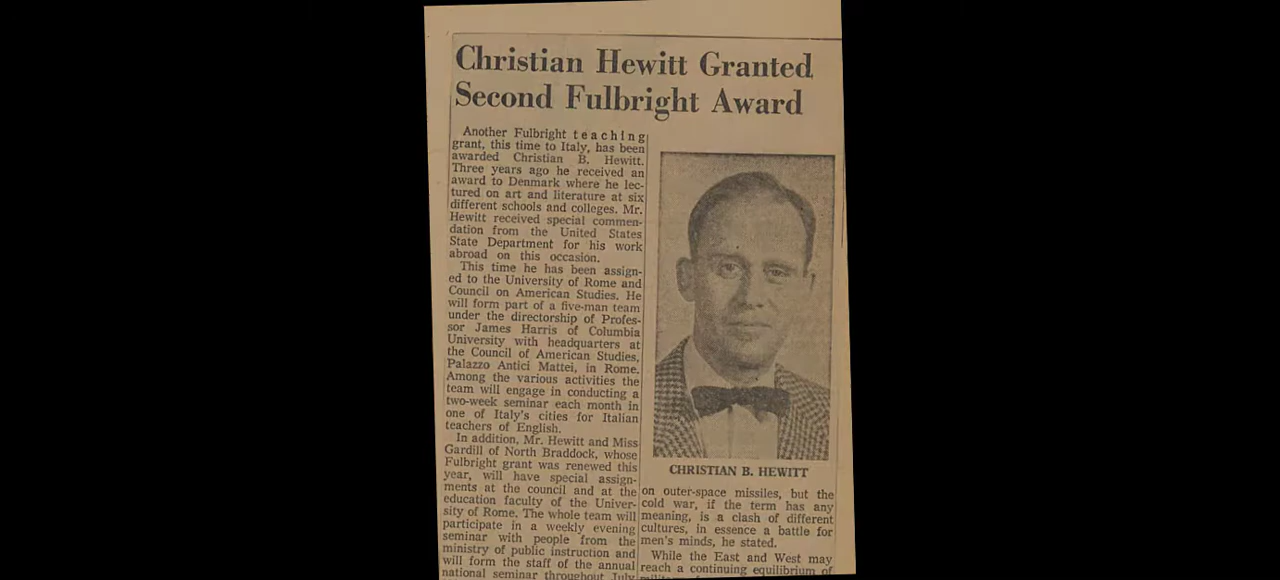 Christian Hewitt Granted
Second Fulbright Award
Another Fulbright teaching
grant, this time to Italy, has been
awarded Christian B. Hewitt.
Three years ago he received an
award to Denmark where he lec-
tured on art and literature at six
different schools and colleges. Mr.
Hewitt received special commen-
dation from the United States
State Department for his work
abroad on this occasion.
This time he has been assign-
ed to the University of Rome and
Council on American Studies. He
will form part of a five-man team
under the directorship of Profes-
sor James Harris of Columbia
University with headquarters at
the Council of American Studies,
Palazzo Antici Mattei, in Rome.
Among the various activities the
team will engage in conducting a
two-week seminar each month in
one of Italy's cities for Italian
teachers of English.
In addition, Mr. Hewitt and Miss
Gardill of North Braddock, whose
Fulbright grant was renewed this
year, will have special assign-
ments at the council and at the
education faculty of the Univer-
sity of Rome. The whole team will
participate in a weekly evening
seminar with people from the
ministry of public instruction and
will form the staff of the annual
national seminar throughout July
CHRISTIAN B. HEWITT
on outer-space missiles, but the
cold war, if the term has any
meaning, is a clash of different
cultures, in essence a battle for
men's minds, he stated.
While the East and West may
reach a continuing equilibrium of